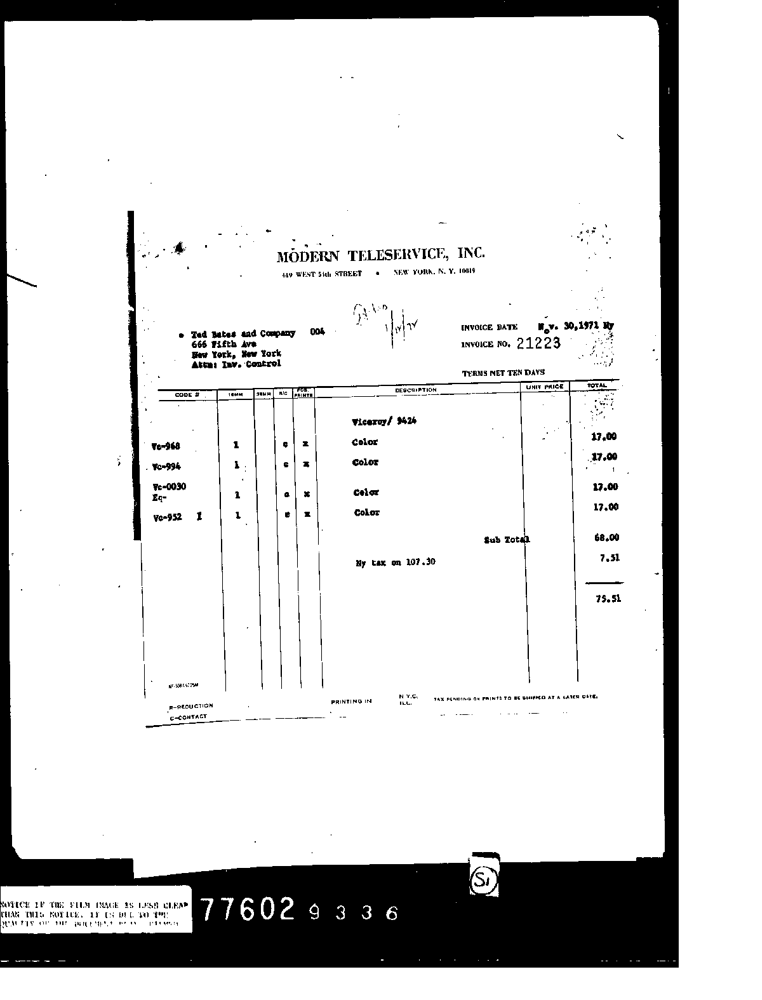 MODERN TELESERVICE, INC.
449 WEST 54th STREET • NEW YORK, N. Y. 10019
Ted Bates and Company 004
666 Fifth Ave
New York, New York
Attn: Inv. Control
INVOICE DATE Nov. 30,1971 Ny
INVOICE NO. 21223
TERMS NET TEN DAYS
CODE # 16MM 35MM R/C POS. PRINTS DESCRIPTION UNIT PRICE TOTAL
Viceroy/ 9424
Vc-968 1 c x Color 17.00
Vc-994 1 c x Color 17.00
Vc-0030
Eq- 1 c x Color 17.00
Vc-952 1 c x Color 17.00
Sub Total 68.00
Ny tax on 107.30 7.51
75.51
R-REDUCTION
C-CONTACT
PRINTING IN N.Y.C.
ILL.
TAX PENDING ON PRINTS TO BE SHIPPED AT A LATER DATE.
Si
NOTICE IF THE FILM IMAGE IS LESS CLEAR
THAN THIS NOTICE, IT IS DUE TO THE
QUALITY OF THE DOCUMENT
77602 9336